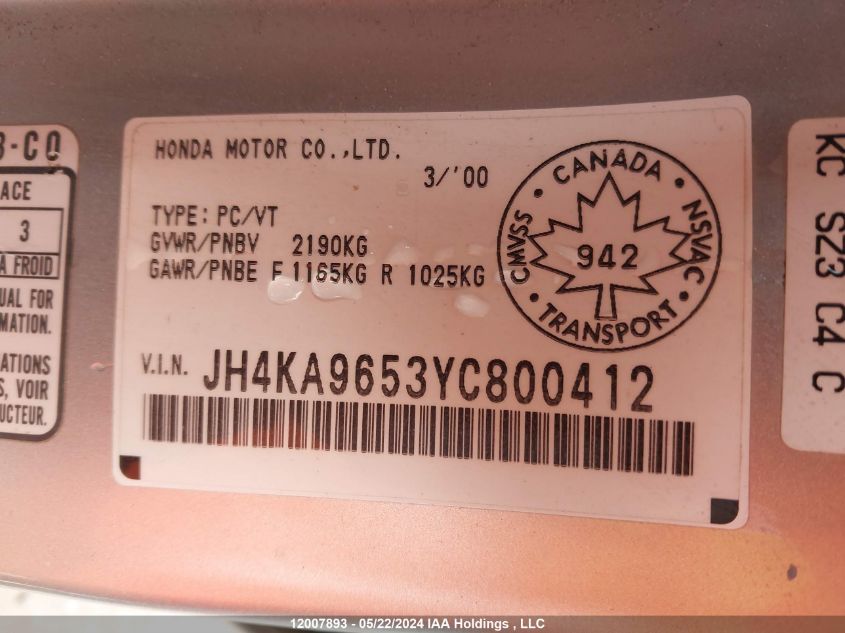 B-CO
ACE
3
A FROID
UAL FOR
MATION.
ATIONS
S, VOIR
UCTEUR.
HONDA MOTOR CO.,LTD.
3/'00
TYPE: PC/VT
GVWR/PNBV 2190KG
GAWR/PNBE F 1165KG R 1025KG
CANADA
CMVSS
NSVAC
942
TRANSPORT
V.I.N. JH4KA9653YC800412
KC SZ3 C4 C
12007893 - 05/22/2024 IAA Holdings , LLC